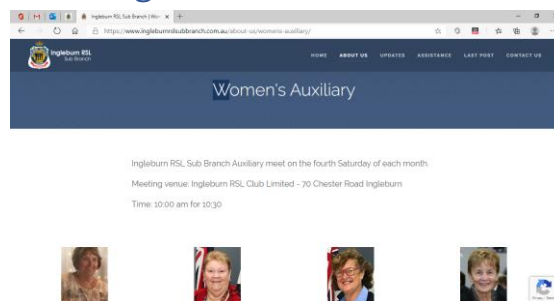 Ingleburn RSL Sub Branch | Wom
https://www.ingleburnrslsubbranch.com.au/about-us/womens-auxiliary/
Ingleburn RSL
Sub Branch
HOME ABOUT US UPDATES ASSISTANCE LAST POST CONTACT US
Women's Auxiliary
Ingleburn RSL Sub Branch Auxiliary meet on the fourth Saturday of each month.
Meeting venue: Ingleburn RSL Club Limited - 70 Chester Road Ingleburn
Time: 10:00 am for 10:30